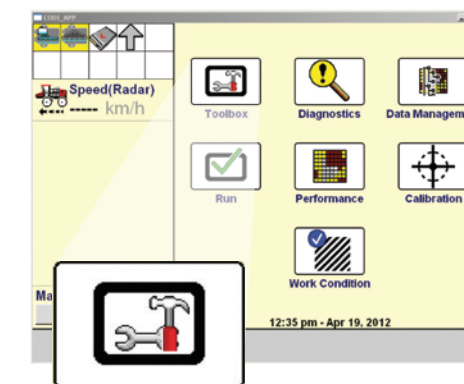 CODE_APP
Speed(Radar)
----- km/h
Toolbox
Diagnostics
Data Managem
Run
Performance
Calibration
Work Condition
Ma
12:35 pm - Apr 19, 2012